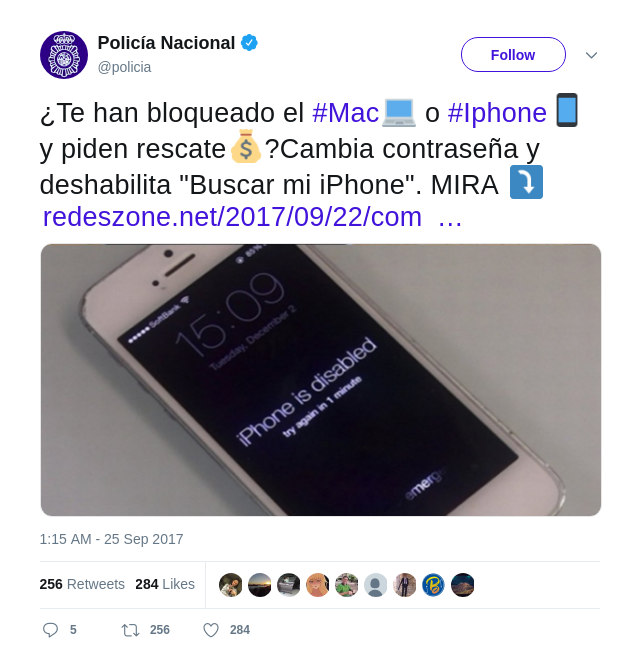 Policía Nacional
@policia
Follow
¿Te han bloqueado el #Mac💻 o #Iphone📱
y piden rescate💰?Cambia contraseña y
deshabilita "Buscar mi iPhone". MIRA ⤵
redeszone.net/2017/09/22/com …
SoftBank
85%
15:09
Tuesday, December 2
iPhone is disabled
try again in 1 minute
emerg
1:15 AM - 25 Sep 2017
256 Retweets 284 Likes
5 256 284